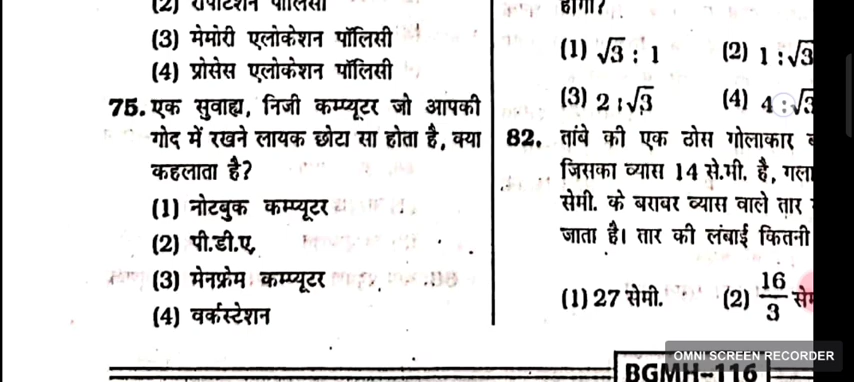 (2) रोपोटेशन पॉलिसी
(3) मेमोरी एलोकेशन पॉलिसी
(4) प्रोसेस एलोकेशन पॉलिसी
75. एक सुवाह्य, निजी कम्प्यूटर जो आपकी
गोद में रखने लायक छोटा सा होता है, क्या
कहलाता है?
(1) नोटबुक कम्प्यूटर
(2) पी.डी.ए.
(3) मेनफ्रेम कम्प्यूटर
(4) वर्कस्टेशन
होगा?
(1) √3 : 1 (2) 1 : √3
(3) 2 : √3 (4) 4 : √3
82. तांबे की एक ठोस गोलाकार
जिसका व्यास 14 से.मी. है, गला
सेमी. के बराबर व्यास वाले तार
जाता है। तार की लंबाई कितनी
(1) 27 सेमी. (2) 16/3 सेम
BGMH-116
OMNI SCREEN RECORDER